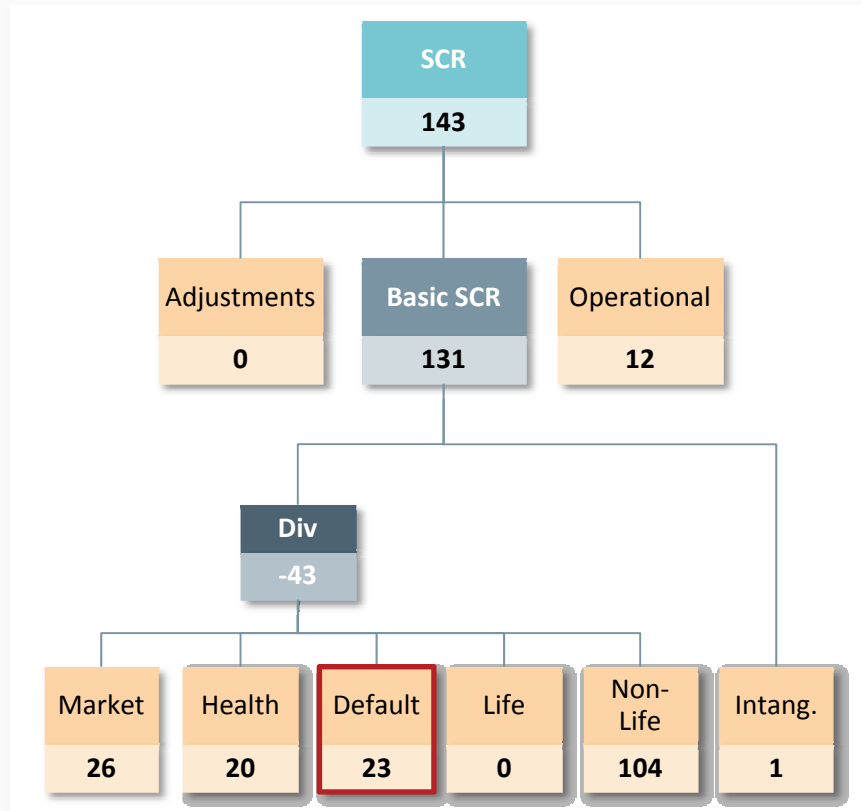 SCR
143
Adjustments
0
Basic SCR
131
Operational
12
Div
-43
Market
26
Health
20
Default
23
Life
0
Non-
Life
104
Intang.
1